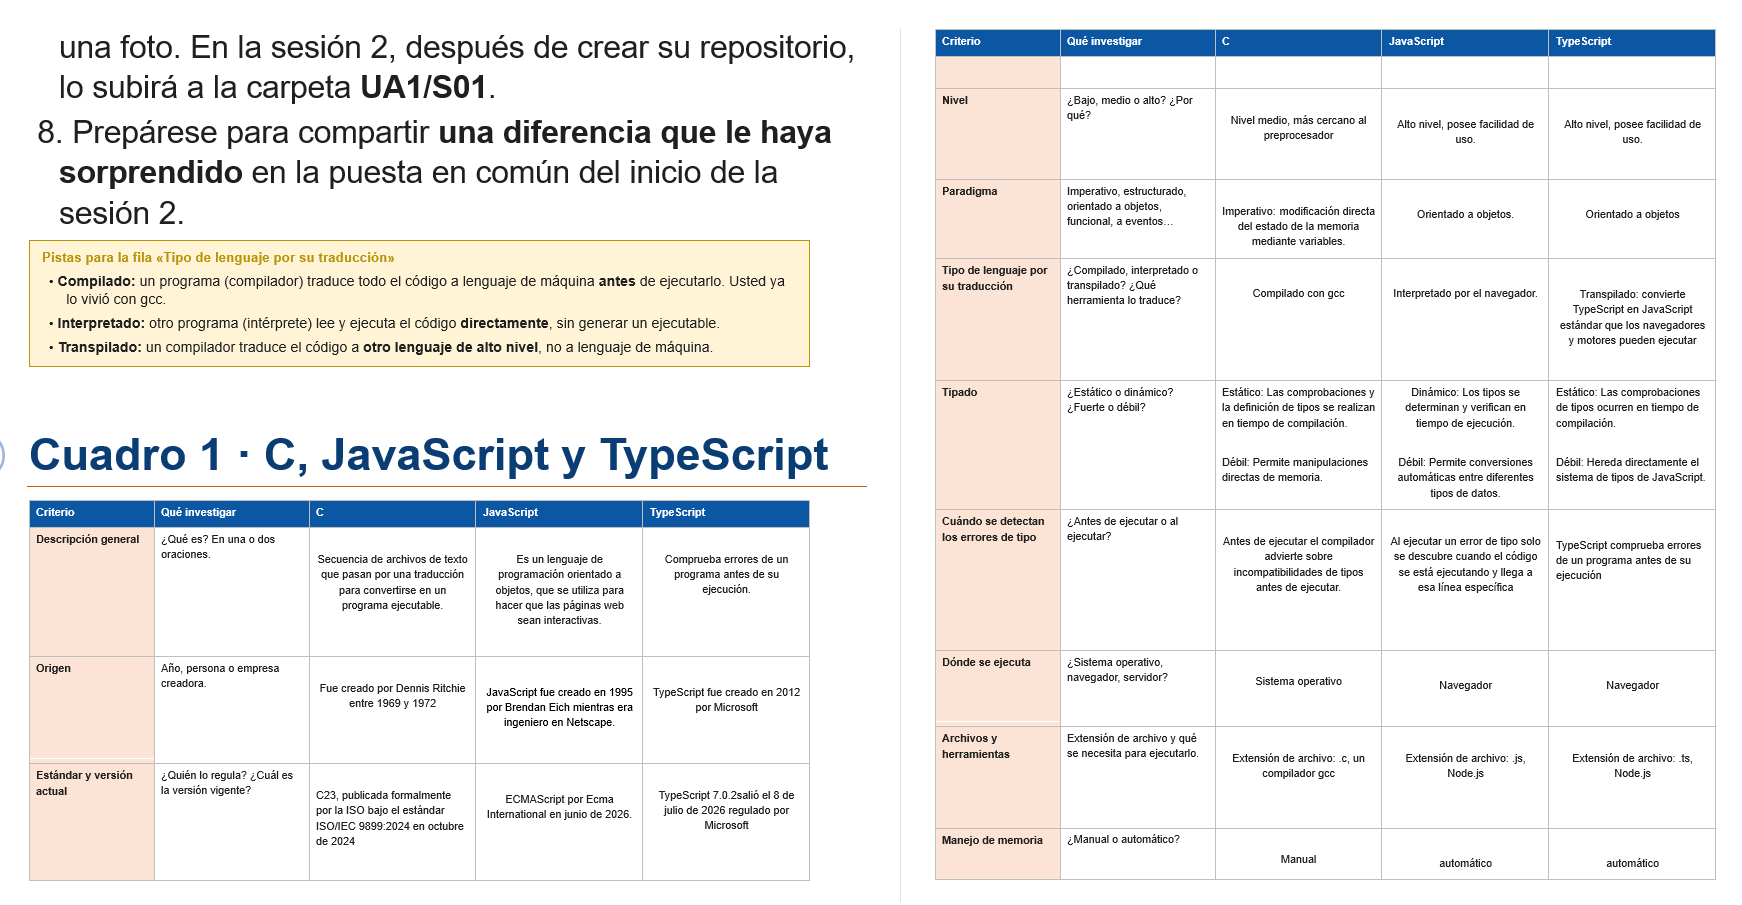 una foto. En la sesión 2, después de crear su repositorio,
lo subirá a la carpeta UA1/S01.
8. Prepárese para compartir una diferencia que le haya
sorprendido en la puesta en común del inicio de la
sesión 2.
Pistas para la fila «Tipo de lenguaje por su traducción»
• Compilado: un programa (compilador) traduce todo el código a lenguaje de máquina antes de ejecutarlo. Usted ya
lo vivió con gcc.
• Interpretado: otro programa (intérprete) lee y ejecuta el código directamente, sin generar un ejecutable.
• Transpilado: un compilador traduce el código a otro lenguaje de alto nivel, no a lenguaje de máquina.
Cuadro 1 · C, JavaScript y TypeScript
Criterio
Qué investigar
C
JavaScript
TypeScript
Descripción general
¿Qué es? En una o dos
oraciones.
Secuencia de archivos de texto
que pasan por una traducción
para convertirse en un
programa ejecutable.
Es un lenguaje de
programación orientado a
objetos, que se utiliza para
hacer que las páginas web
sean interactivas.
Comprueba errores de un
programa antes de su
ejecución.
Origen
Año, persona o empresa
creadora.
Fue creado por Dennis Ritchie
entre 1969 y 1972
JavaScript fue creado en 1995
por Brendan Eich mientras era
ingeniero en Netscape.
TypeScript fue creado en 2012
por Microsoft
Estándar y versión
actual
¿Quién lo regula? ¿Cuál es
la versión vigente?
C23, publicada formalmente
por la ISO bajo el estándar
ISO/IEC 9899:2024 en octubre
de 2024
ECMAScript por Ecma
International en junio de 2026.
TypeScript 7.0.2salió el 8 de
julio de 2026 regulado por
Microsoft
Criterio
Qué investigar
C
JavaScript
TypeScript
Nivel
¿Bajo, medio o alto? ¿Por
qué?
Nivel medio, más cercano al
preprocesador
Alto nivel, posee facilidad de
uso.
Alto nivel, posee facilidad de
uso.
Paradigma
Imperativo, estructurado,
orientado a objetos,
funcional, a eventos…
Imperativo: modificación directa
del estado de la memoria
mediante variables.
Orientado a objetos.
Orientado a objetos
Tipo de lenguaje por
su traducción
¿Compilado, interpretado o
transpilado? ¿Qué
herramienta lo traduce?
Compilado con gcc
Interpretado por el navegador.
Transpilado: convierte
TypeScript en JavaScript
estándar que los navegadores
y motores pueden ejecutar
Tipado
¿Estático o dinámico?
¿Fuerte o débil?
Estático: Las comprobaciones y
la definición de tipos se realizan
en tiempo de compilación.
Débil: Permite manipulaciones
directas de memoria.
Dinámico: Los tipos se
determinan y verifican en
tiempo de ejecución.
Débil: Permite conversiones
automáticas entre diferentes
tipos de datos.
Estático: Las comprobaciones
de tipos ocurren en tiempo de
compilación.
Débil: Hereda directamente el
sistema de tipos de JavaScript.
Cuándo se detectan
los errores de tipo
¿Antes de ejecutar o al
ejecutar?
Antes de ejecutar el compilador
advierte sobre
incompatibilidades de tipos
antes de ejecutar.
Al ejecutar un error de tipo solo
se descubre cuando el código
se está ejecutando y llega a
esa línea específica
TypeScript comprueba errores
de un programa antes de su
ejecución
Dónde se ejecuta
¿Sistema operativo,
navegador, servidor?
Sistema operativo
Navegador
Navegador
Archivos y
herramientas
Extensión de archivo y qué
se necesita para ejecutarlo.
Extensión de archivo: .c, un
compilador gcc
Extensión de archivo: .js,
Node.js
Extensión de archivo: .ts,
Node.js
Manejo de memoria
¿Manual o automático?
Manual
automático
automático